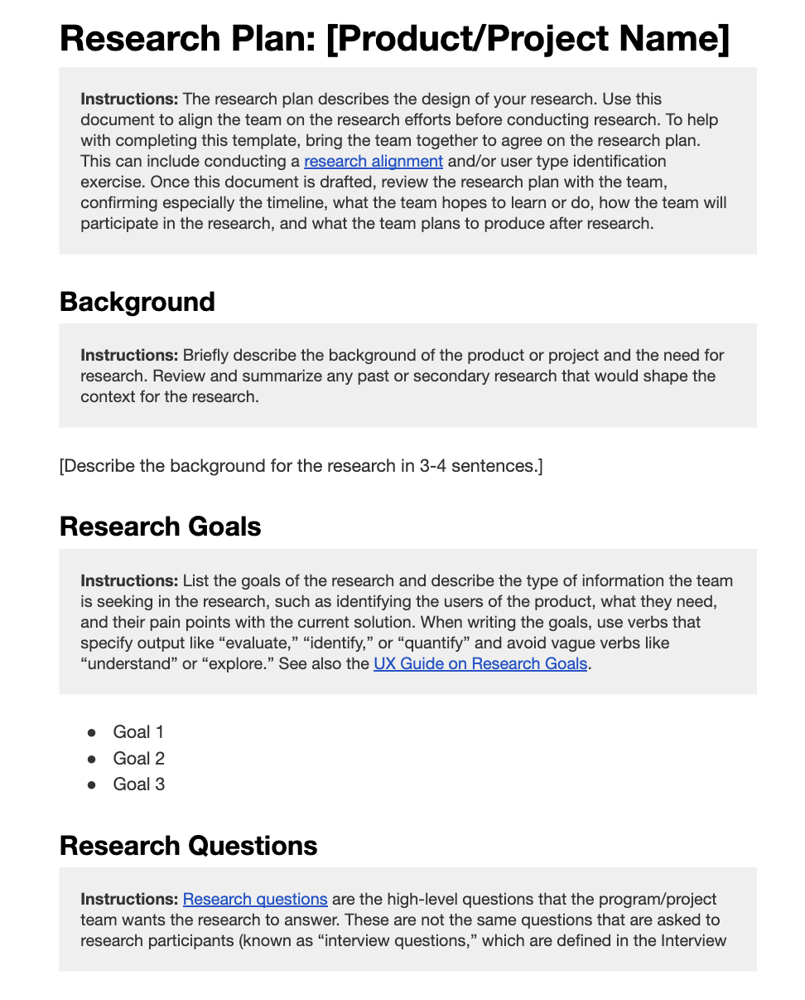 Research Plan: [Product/Project Name]
Instructions: The research plan describes the design of your research. Use this
document to align the team on the research efforts before conducting research. To help
with completing this template, bring the team together to agree on the research plan.
This can include conducting a research alignment and/or user type identification
exercise. Once this document is drafted, review the research plan with the team,
confirming especially the timeline, what the team hopes to learn or do, how the team will
participate in the research, and what the team plans to produce after research.
Background
Instructions: Briefly describe the background of the product or project and the need for
research. Review and summarize any past or secondary research that would shape the
context for the research.
[Describe the background for the research in 3-4 sentences.]
Research Goals
Instructions: List the goals of the research and describe the type of information the team
is seeking in the research, such as identifying the users of the product, what they need,
and their pain points with the current solution. When writing the goals, use verbs that
specify output like “evaluate,” “identify,” or “quantify” and avoid vague verbs like
“understand” or “explore.” See also the UX Guide on Research Goals.
● Goal 1
● Goal 2
● Goal 3
Research Questions
Instructions: Research questions are the high-level questions that the program/project
team wants the research to answer. These are not the same questions that are asked to
research participants (known as “interview questions,” which are defined in the Interview